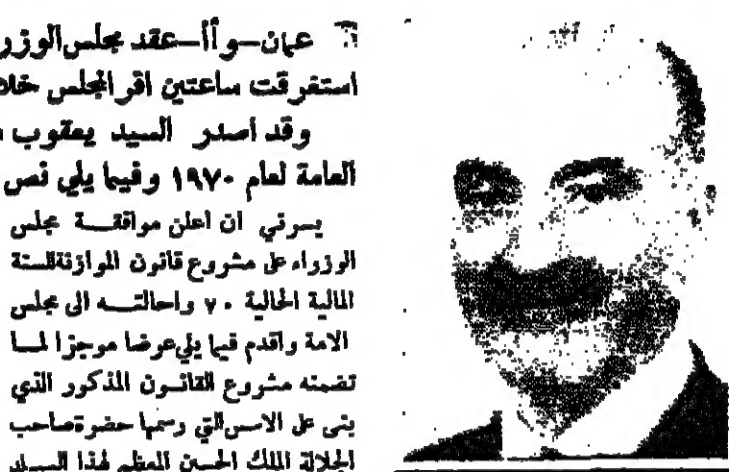 عمان—و أ أ—عقد مجلس الوزر
استغرقت ساعتين اقر المجلس خلا
وقد أصدر السيد يعقوب
العامة لعام ١٩٧٠ وفيما يلي نص
يسرني ان اعلن موافقة مجلس
الوزراء على مشروع قانون الموازنة للسنة
المالية الحالية ٧٠ واحالته الى مجلس
الامة واقدم فيما يلي عرضا موجزا لما
تضمنه مشروع القانون المذكور الذي
بنى على الاسس التي رسمها حضرة صاحب
الجلالة الملك الحسين المعظم لهذا